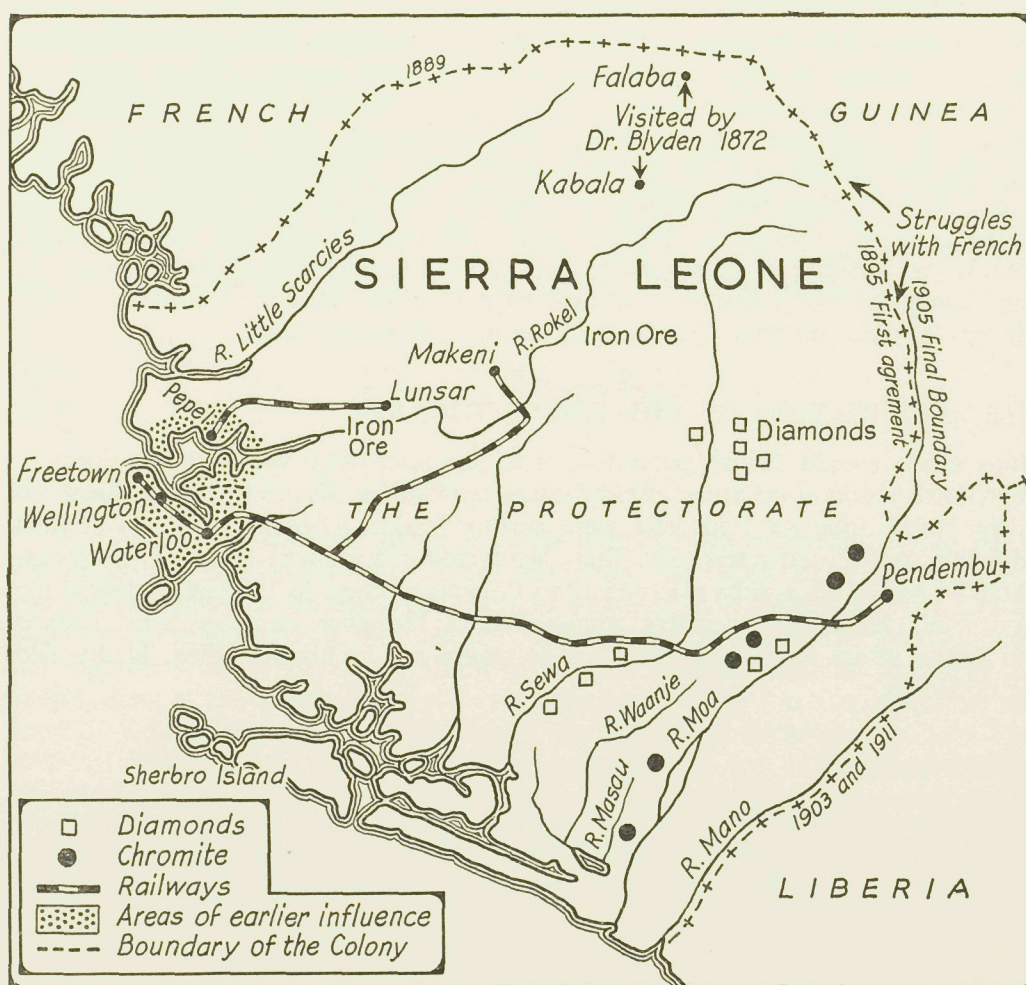 1889
FRENCH
GUINEA
Falaba
Visited by
Dr. Blyden 1872
Kabala
Struggles
with French
SIERRA LEONE
R. Little Scarcies
1895 First agreement
1905 Final Boundary
R. Rokel
Iron Ore
Makeni
Lunsar
Pepel
Iron
Ore
Diamonds
Freetown
Wellington
Waterloo
THE PROTECTORATE
Pendembu
R. Sewa
R. Waanje
R. Moa
R. Masau
Sherbro Island
R. Mano
1903 and 1911
LIBERIA
Diamonds
Chromite
Railways
Areas of earlier influence
Boundary of the Colony